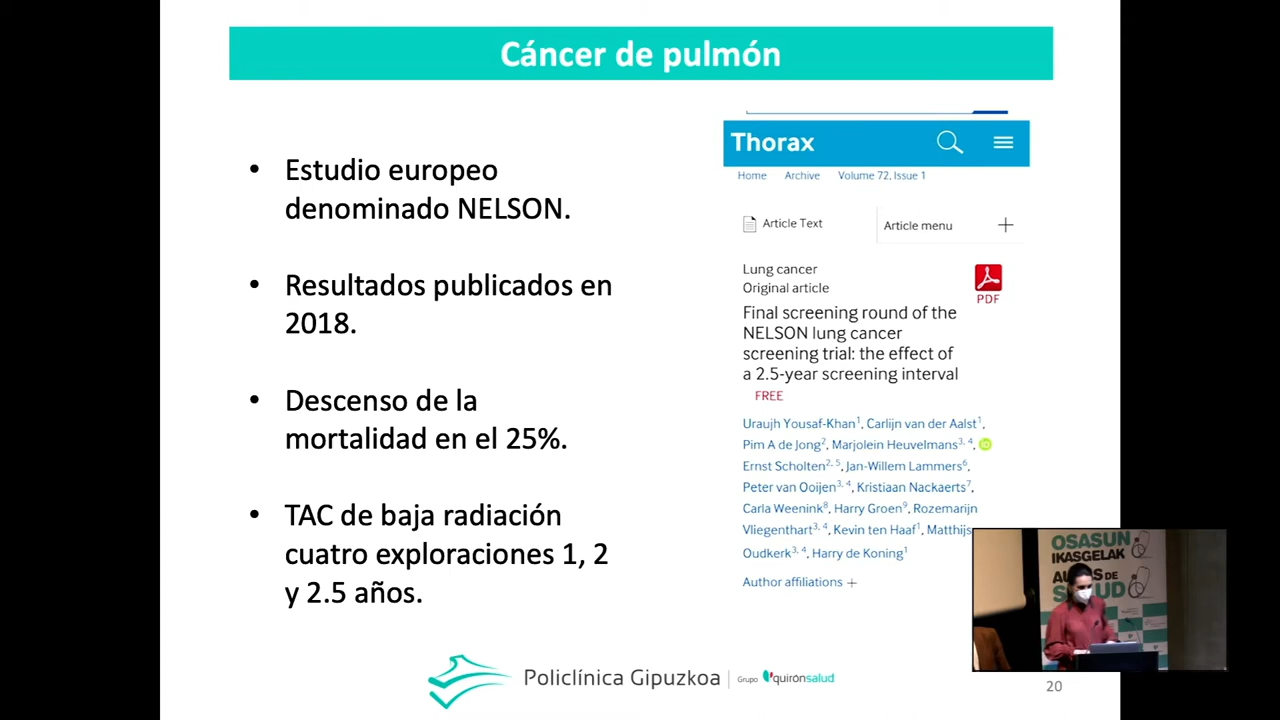 Cáncer de pulmón
• Estudio europeo
denominado NELSON.
• Resultados publicados en
2018.
• Descenso de la
mortalidad en el 25%.
• TAC de baja radiación
cuatro exploraciones 1, 2
y 2.5 años.
Thorax
Home Archive Volume 72, Issue 1
Article Text
Article menu +
Lung cancer
Original article
PDF
Final screening round of the
NELSON lung cancer
screening trial: the effect of
a 2.5-year screening interval
FREE
Uraujh Yousaf-Khan1, Carlijn van der Aalst1,
Pim A de Jong2, Marjolein Heuvelmans3, 4, iD
Ernst Scholten2, 5, Jan-Willem Lammers6,
Peter van Ooijen3, 4, Kristiaan Nackaerts7,
Carla Weenink8, Harry Groen9, Rozemarijn
Vliegenthart3, 4, Kevin ten Haaf1, Matthijs
Oudkerk3, 4, Harry de Koning1
Author affiliations +
OSASUN
IKASGELAK
AULAS DE
SALUD
Policlínica Gipuzkoa
Grupo quirónsalud
20